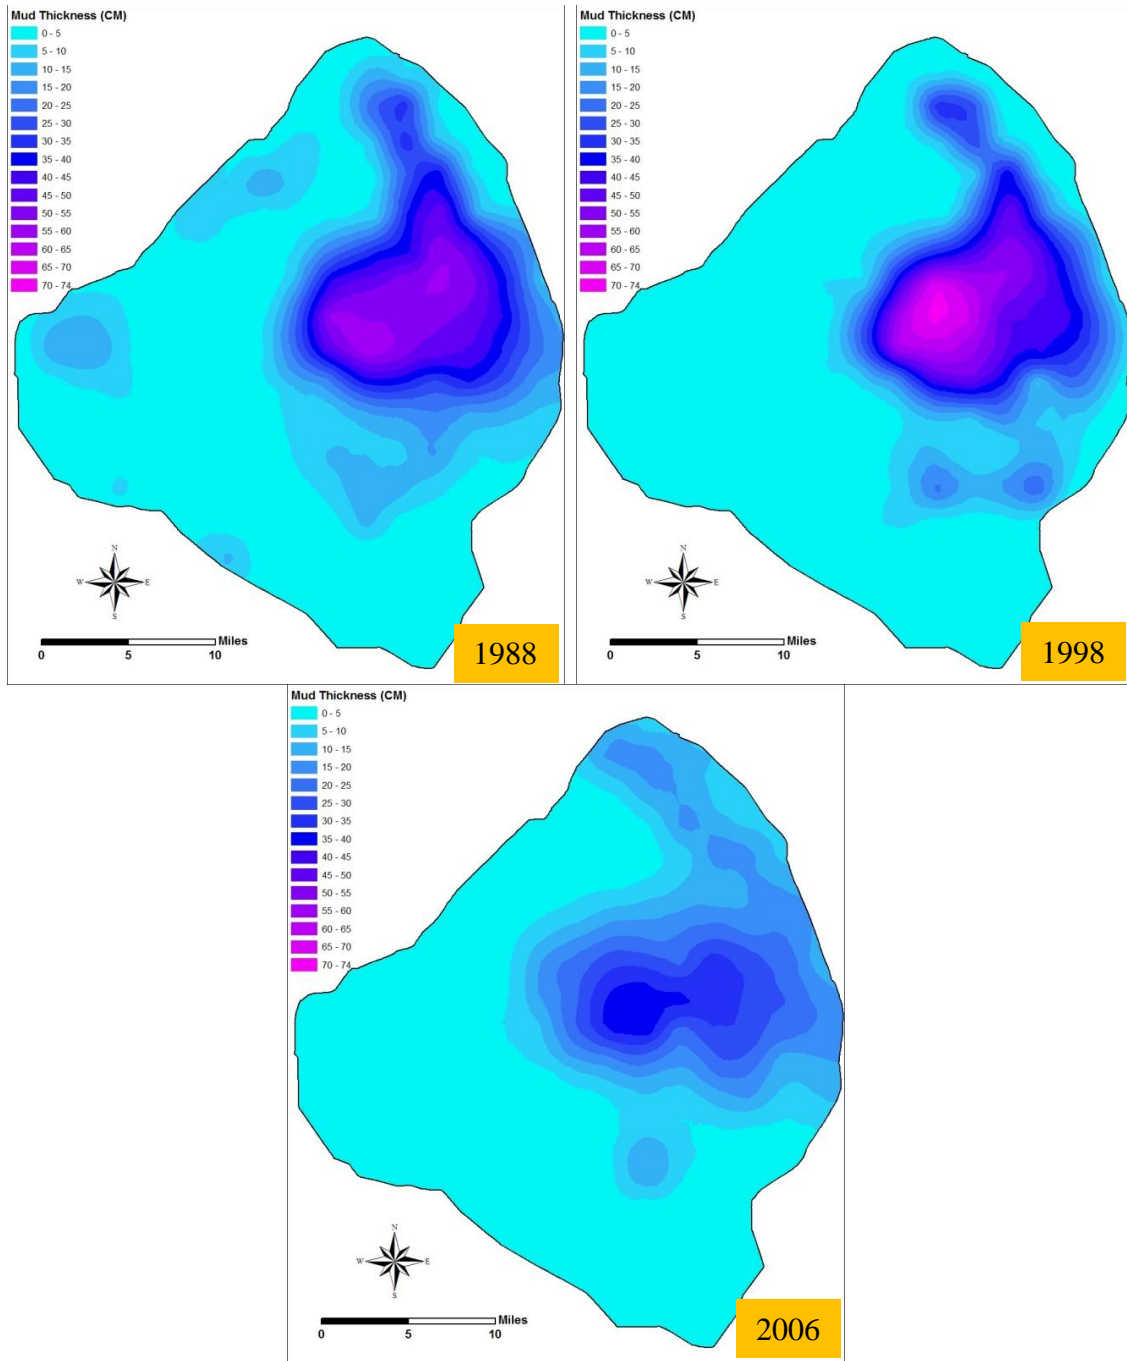 Mud Thickness (CM)
0 - 5
5 - 10
10 - 15
15 - 20
20 - 25
25 - 30
30 - 35
35 - 40
40 - 45
45 - 50
50 - 55
55 - 60
60 - 65
65 - 70
70 - 74
N
W E
S
Miles
0 5 10
1988
Mud Thickness (CM)
0 - 5
5 - 10
10 - 15
15 - 20
20 - 25
25 - 30
30 - 35
35 - 40
40 - 45
45 - 50
50 - 55
55 - 60
60 - 65
65 - 70
70 - 74
N
W E
S
Miles
0 5 10
1998
Mud Thickness (CM)
0 - 5
5 - 10
10 - 15
15 - 20
20 - 25
25 - 30
30 - 35
35 - 40
40 - 45
45 - 50
50 - 55
55 - 60
60 - 65
65 - 70
70 - 74
N
W E
S
Miles
0 5 10
2006